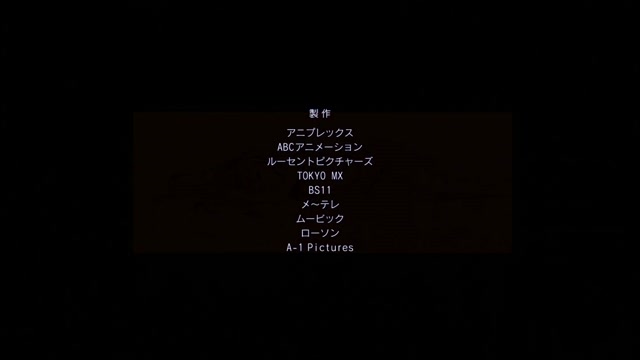 製作
アニプレックス
ABCアニメーション
ルーセントピクチャーズ
TOKYO MX
BS11
メ～テレ
ムービック
ローソン
A-1 Pictures